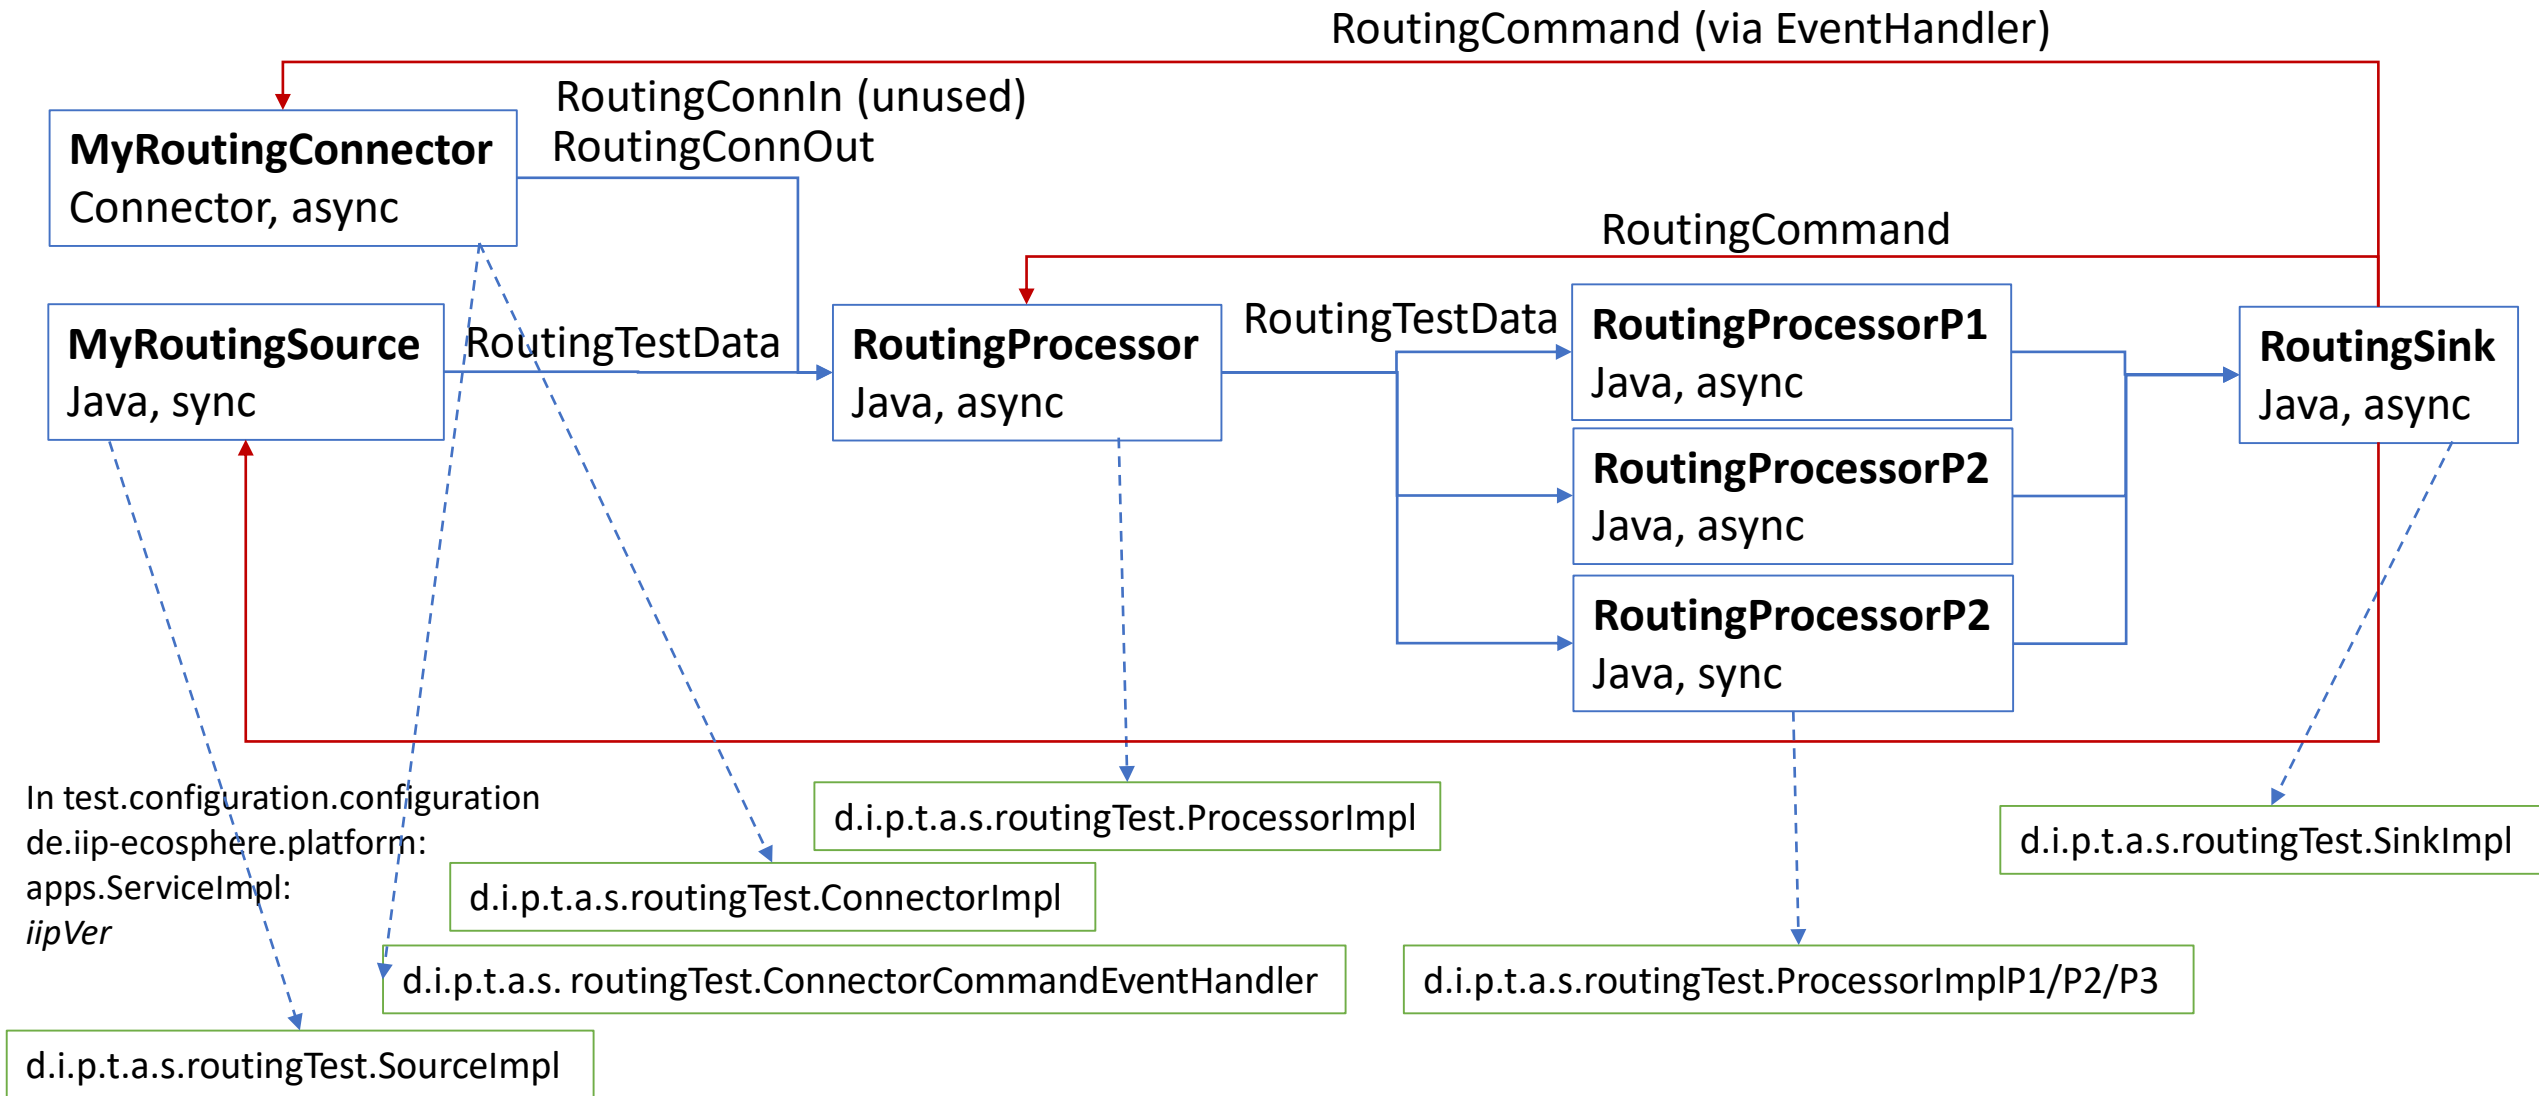 RoutingCommand (via EventHandler)
RoutingConnIn (unused)
RoutingConnOut
MyRoutingConnector
Connector, async
RoutingCommand
MyRoutingSource
Java, sync
RoutingTestData
RoutingProcessor
Java, async
RoutingTestData
RoutingProcessorP1
Java, async
RoutingProcessorP2
Java, async
RoutingProcessorP2
Java, sync
RoutingSink
Java, async
In test.configuration.configuration
de.iip-ecosphere.platform:
apps.ServiceImpl:
iipVer
d.i.p.t.a.s.routingTest.ProcessorImpl
d.i.p.t.a.s.routingTest.SinkImpl
d.i.p.t.a.s.routingTest.ConnectorImpl
d.i.p.t.a.s. routingTest.ConnectorCommandEventHandler
d.i.p.t.a.s.routingTest.ProcessorImplP1/P2/P3
d.i.p.t.a.s.routingTest.SourceImpl